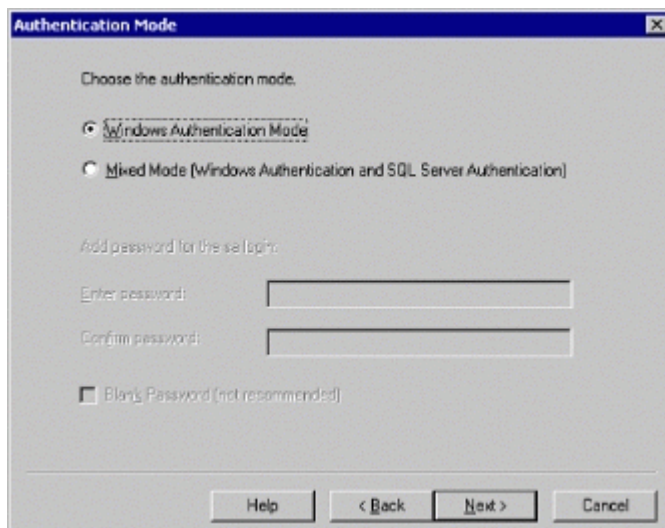 Authentication Mode
Choose the authentication mode.
Windows Authentication Mode
Mixed Mode (Windows Authentication and SQL Server Authentication)
Add password for the sa login:
Enter password:
Confirm password:
Blank Password (not recommended)
Help < Back Next > Cancel